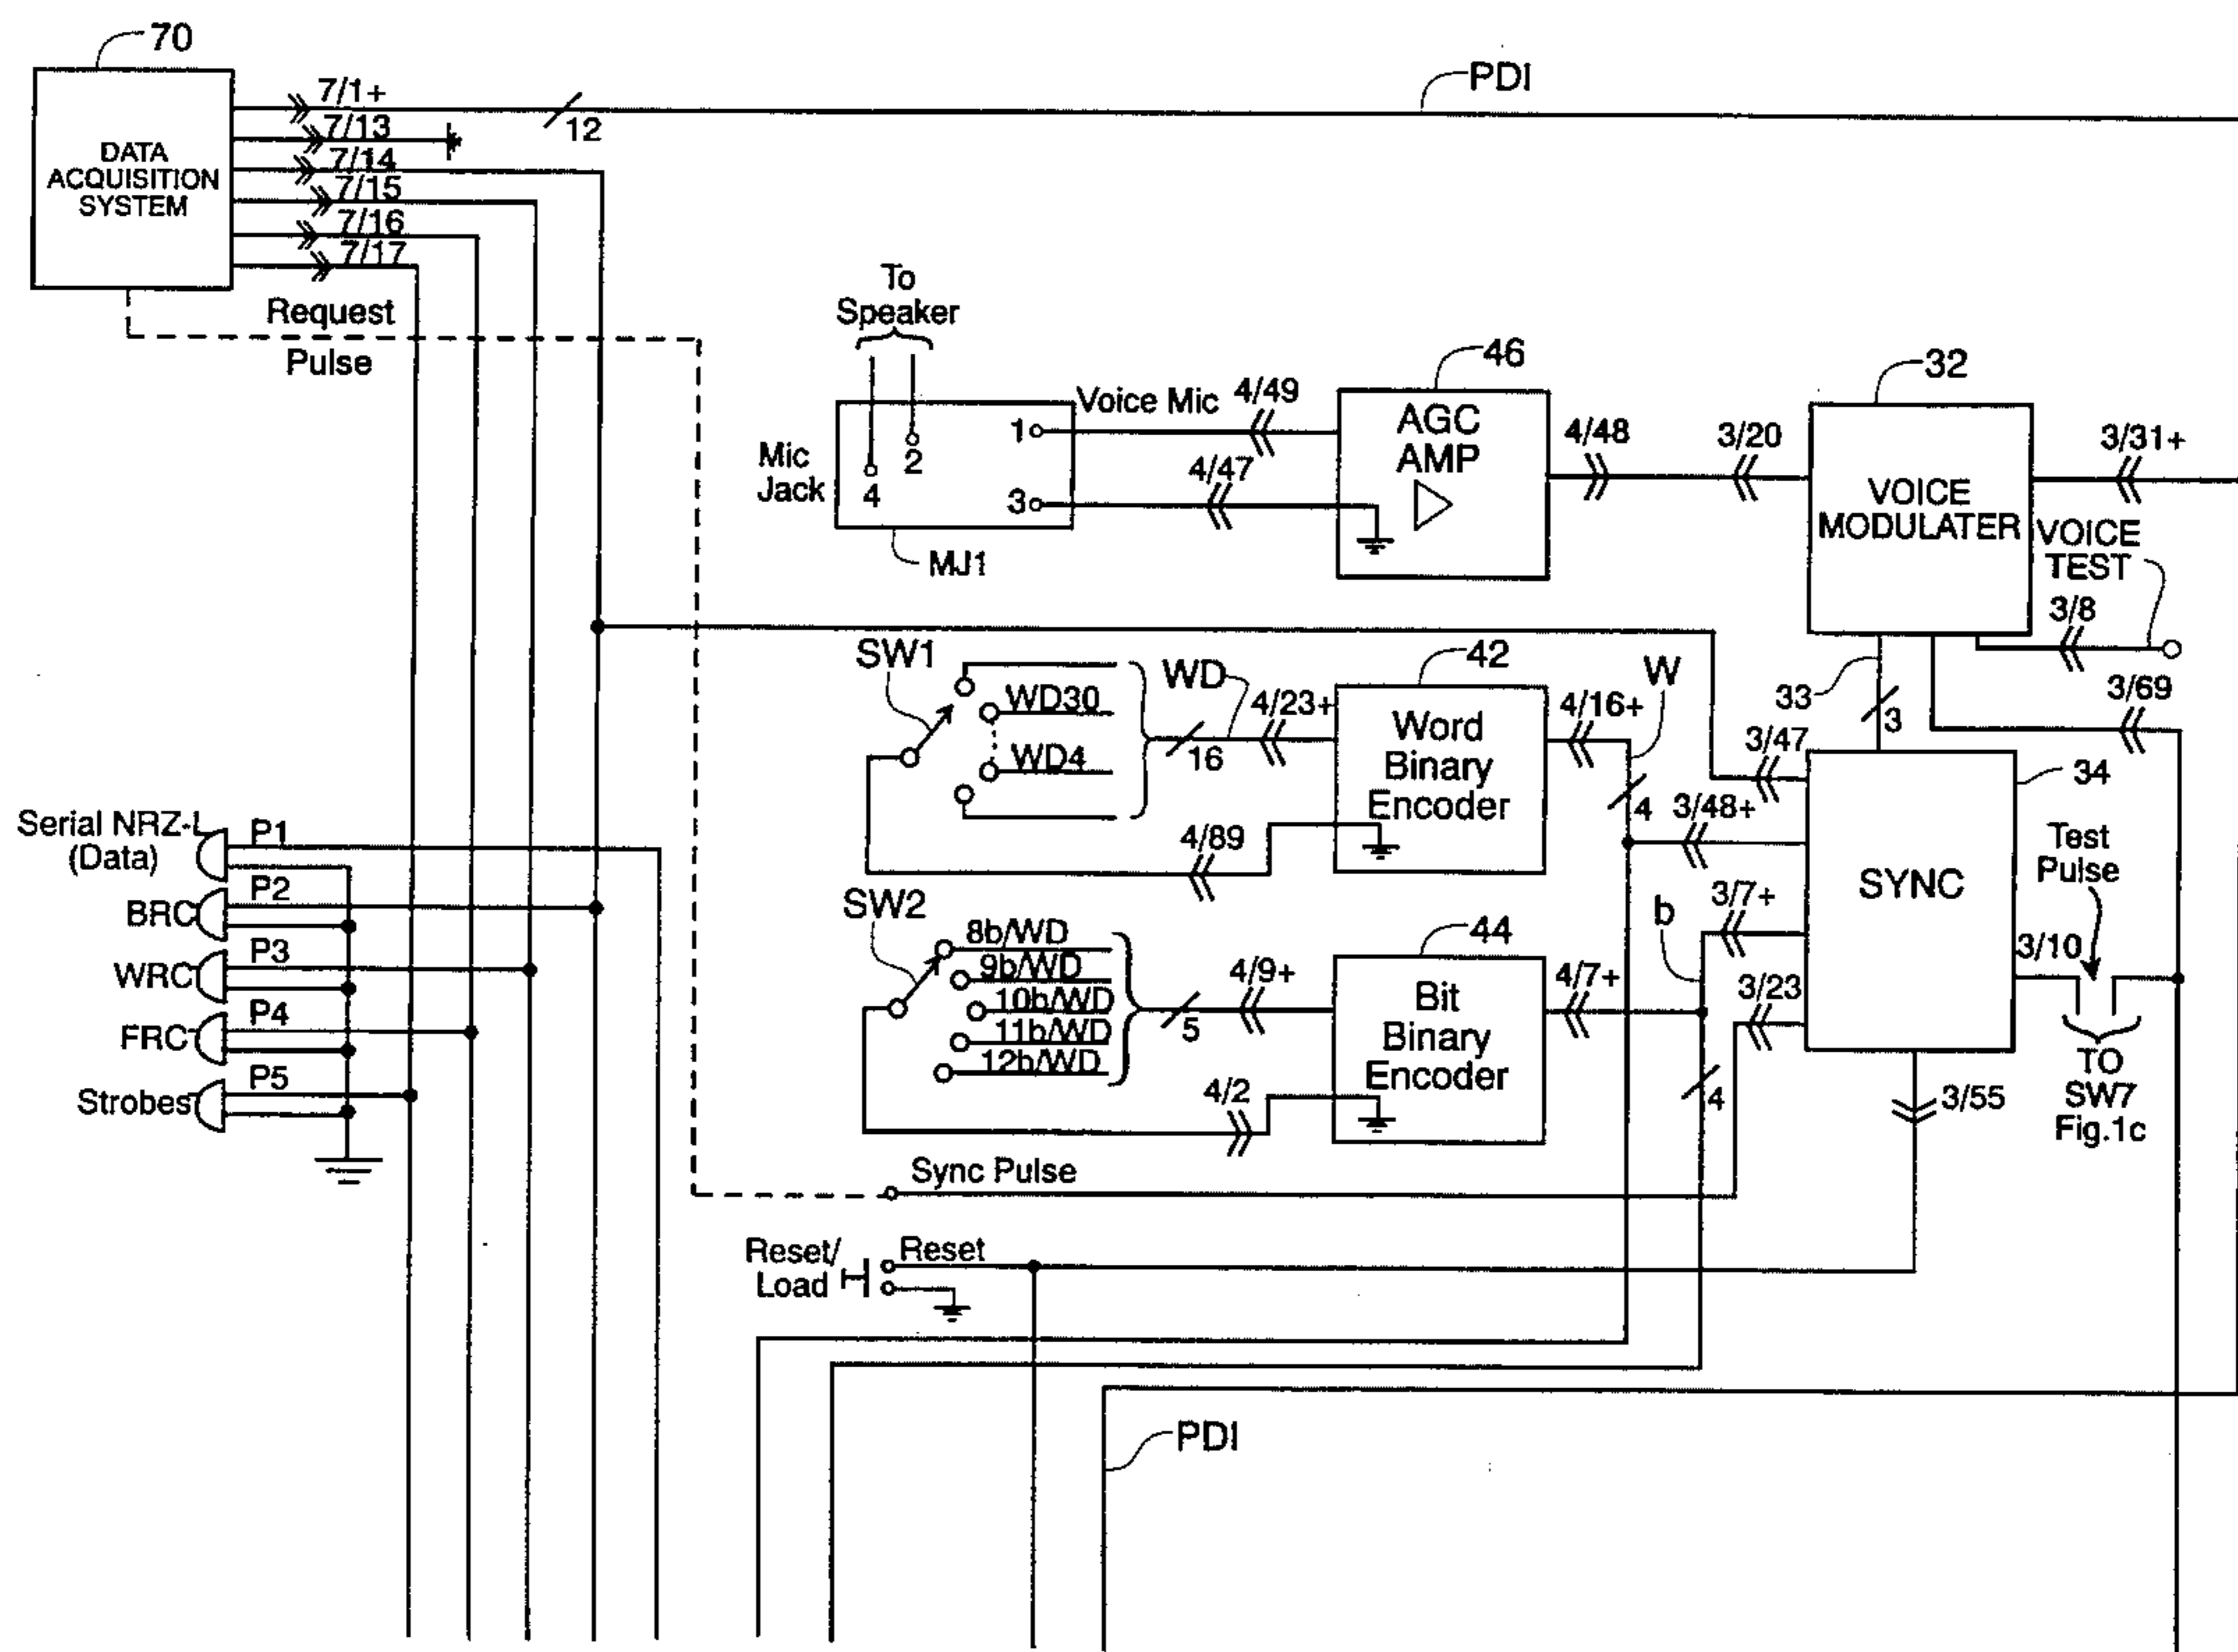 70
DATA
ACQUISITION
SYSTEM
7/1+
12
PDI
7/13
7/14
7/15
7/16
7/17
Request
Pulse
To
Speaker
Mic
Jack
4
2
1
3
MJ1
Voice Mic
4/49
4/47
46
AGC
AMP
4/48
3/20
32
VOICE
MODULATER
3/31+
VOICE
TEST
3/8
33
3
3/69
SW1
WD30
WD4
WD
16
4/23+
42
Word
Binary
Encoder
4/16+
W
4
4/89
3/47
3/48+
3/7+
3/23
34
SYNC
Test
Pulse
3/10
TO
SW7
Fig.1c
3/55
Serial NRZ-L
(Data)
P1
BRC
P2
WRC
P3
FRC
P4
Strobes
P5
SW2
8b/WD
9b/WD
10b/WD
11b/WD
12b/WD
5
4/9+
44
Bit
Binary
Encoder
4/7+
b
4
4/2
Sync Pulse
Reset/
Load
Reset
PDI